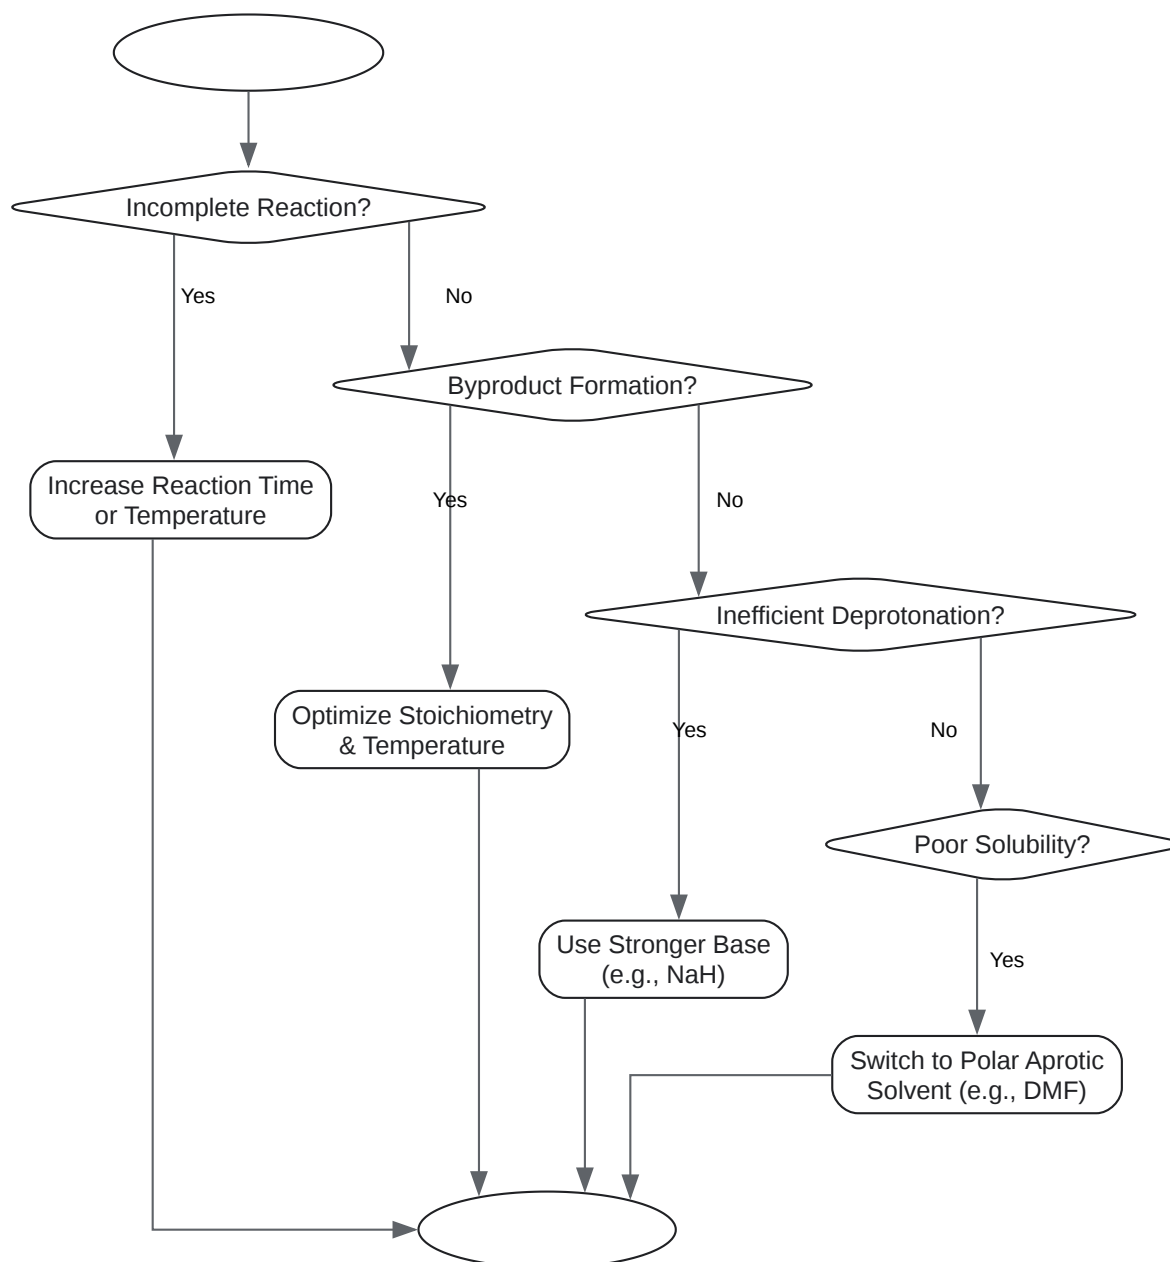 Incomplete Reaction?
Yes
No
Byproduct Formation?
Increase Reaction Time
or Temperature
Yes
No
Inefficient Deprotonation?
Optimize Stoichiometry
& Temperature
Yes
No
Poor Solubility?
Use Stronger Base
(e.g., NaH)
Yes
Switch to Polar Aprotic
Solvent (e.g., DMF)